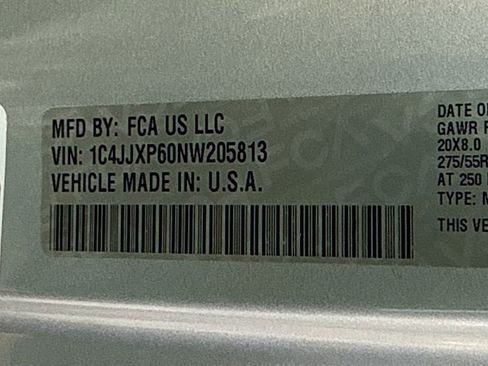 MFD BY: FCA US LLC
VIN: 1C4JJXP60NW205813
VEHICLE MADE IN: U.S.A.
DATE O
GAWR
20X8.0
275/55R
AT 250
TYPE:
THIS VE